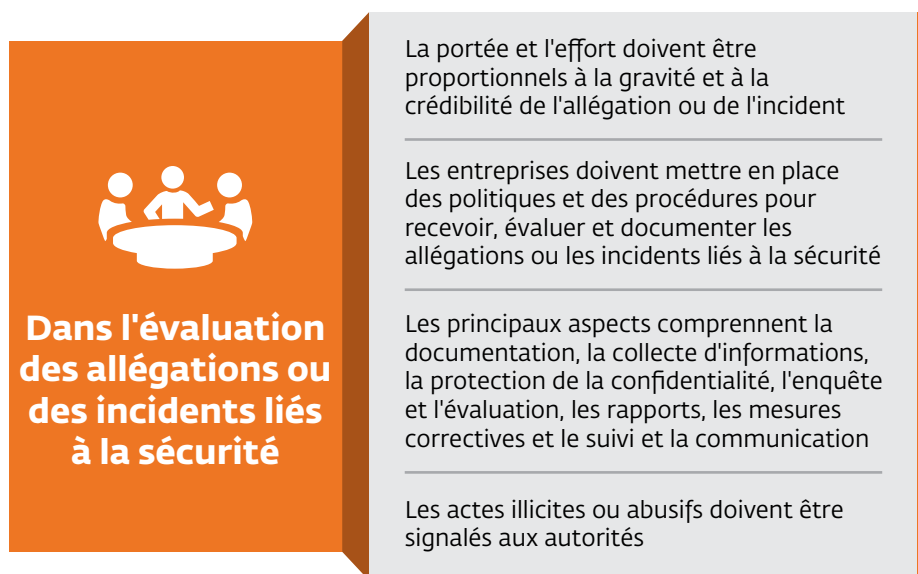 Dans l'évaluation
des allégations ou
des incidents liés
à la sécurité
La portée et l'effort doivent être
proportionnels à la gravité et à la
crédibilité de l'allégation ou de l'incident
Les entreprises doivent mettre en place
des politiques et des procédures pour
recevoir, évaluer et documenter les
allégations ou les incidents liés à la sécurité
Les principaux aspects comprennent la
documentation, la collecte d'informations,
la protection de la confidentialité, l'enquête
et l'évaluation, les rapports, les mesures
correctives et le suivi et la communication
Les actes illicites ou abusifs doivent être
signalés aux autorités